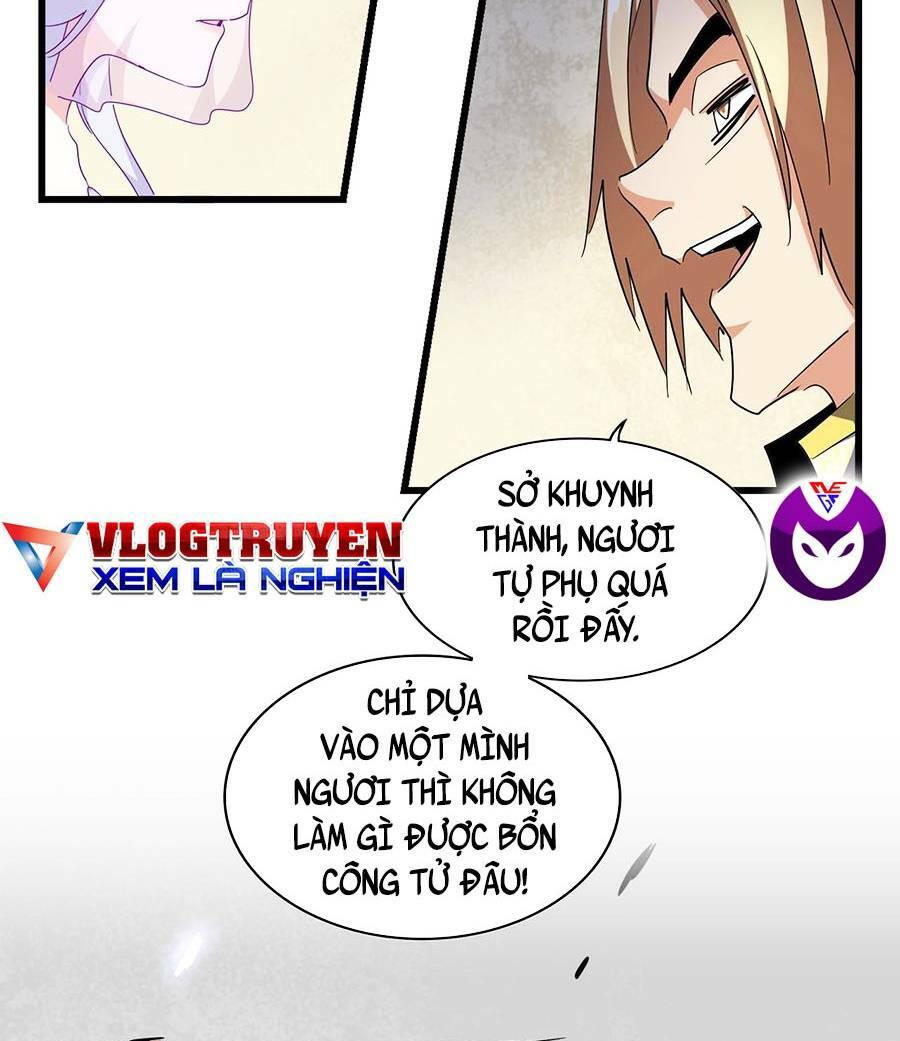 SỞ KHUYNH
THÀNH, NGƯƠI
TỰ PHỤ QUÁ
RỒI ĐẤY.
VLOGTRUYEN
XEM LÀ NGHIỆN
CHỈ DỰA
VÀO MỘT MÌNH
NGƯƠI THÌ KHÔNG
LÀM GÌ ĐƯỢC BỔN
CÔNG TỬ ĐÂU!